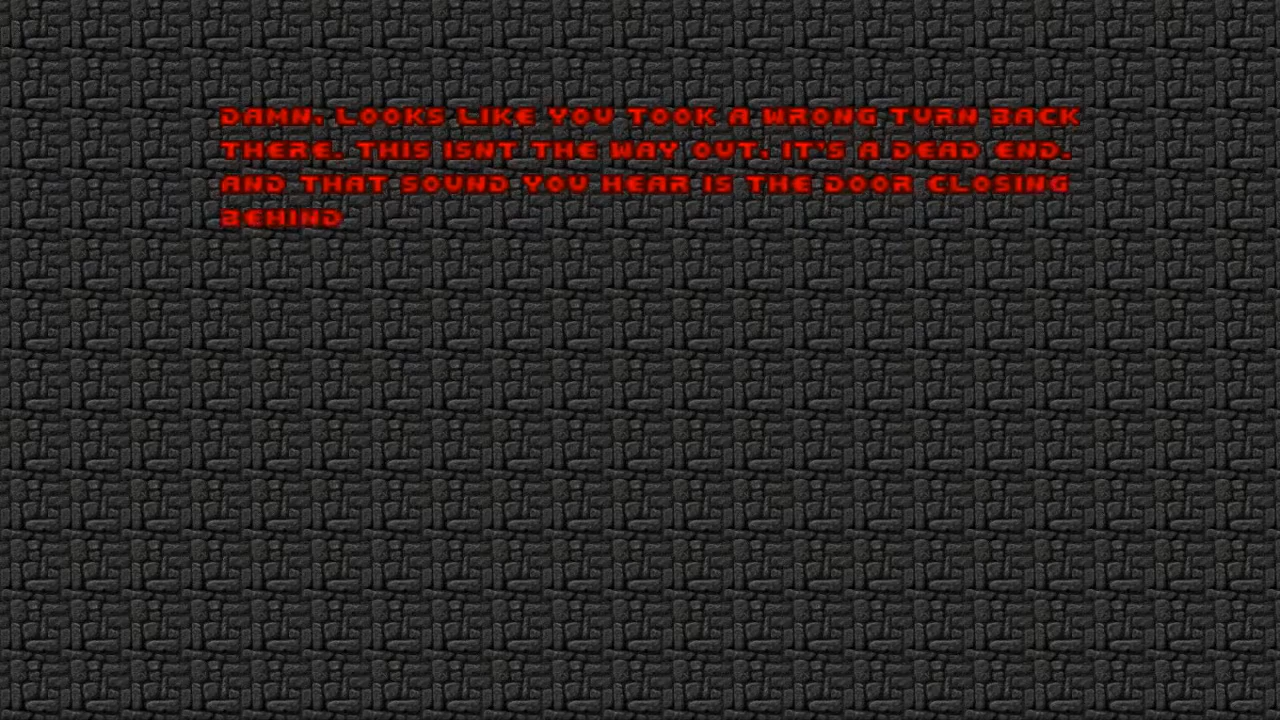 DAMN. LOOKS LIKE YOU TOOK A WRONG TURN BACK
THERE. THIS ISNT THE WAY OUT. IT'S A DEAD END.
AND THAT SOUND YOU HEAR IS THE DOOR CLOSING
BEHIND